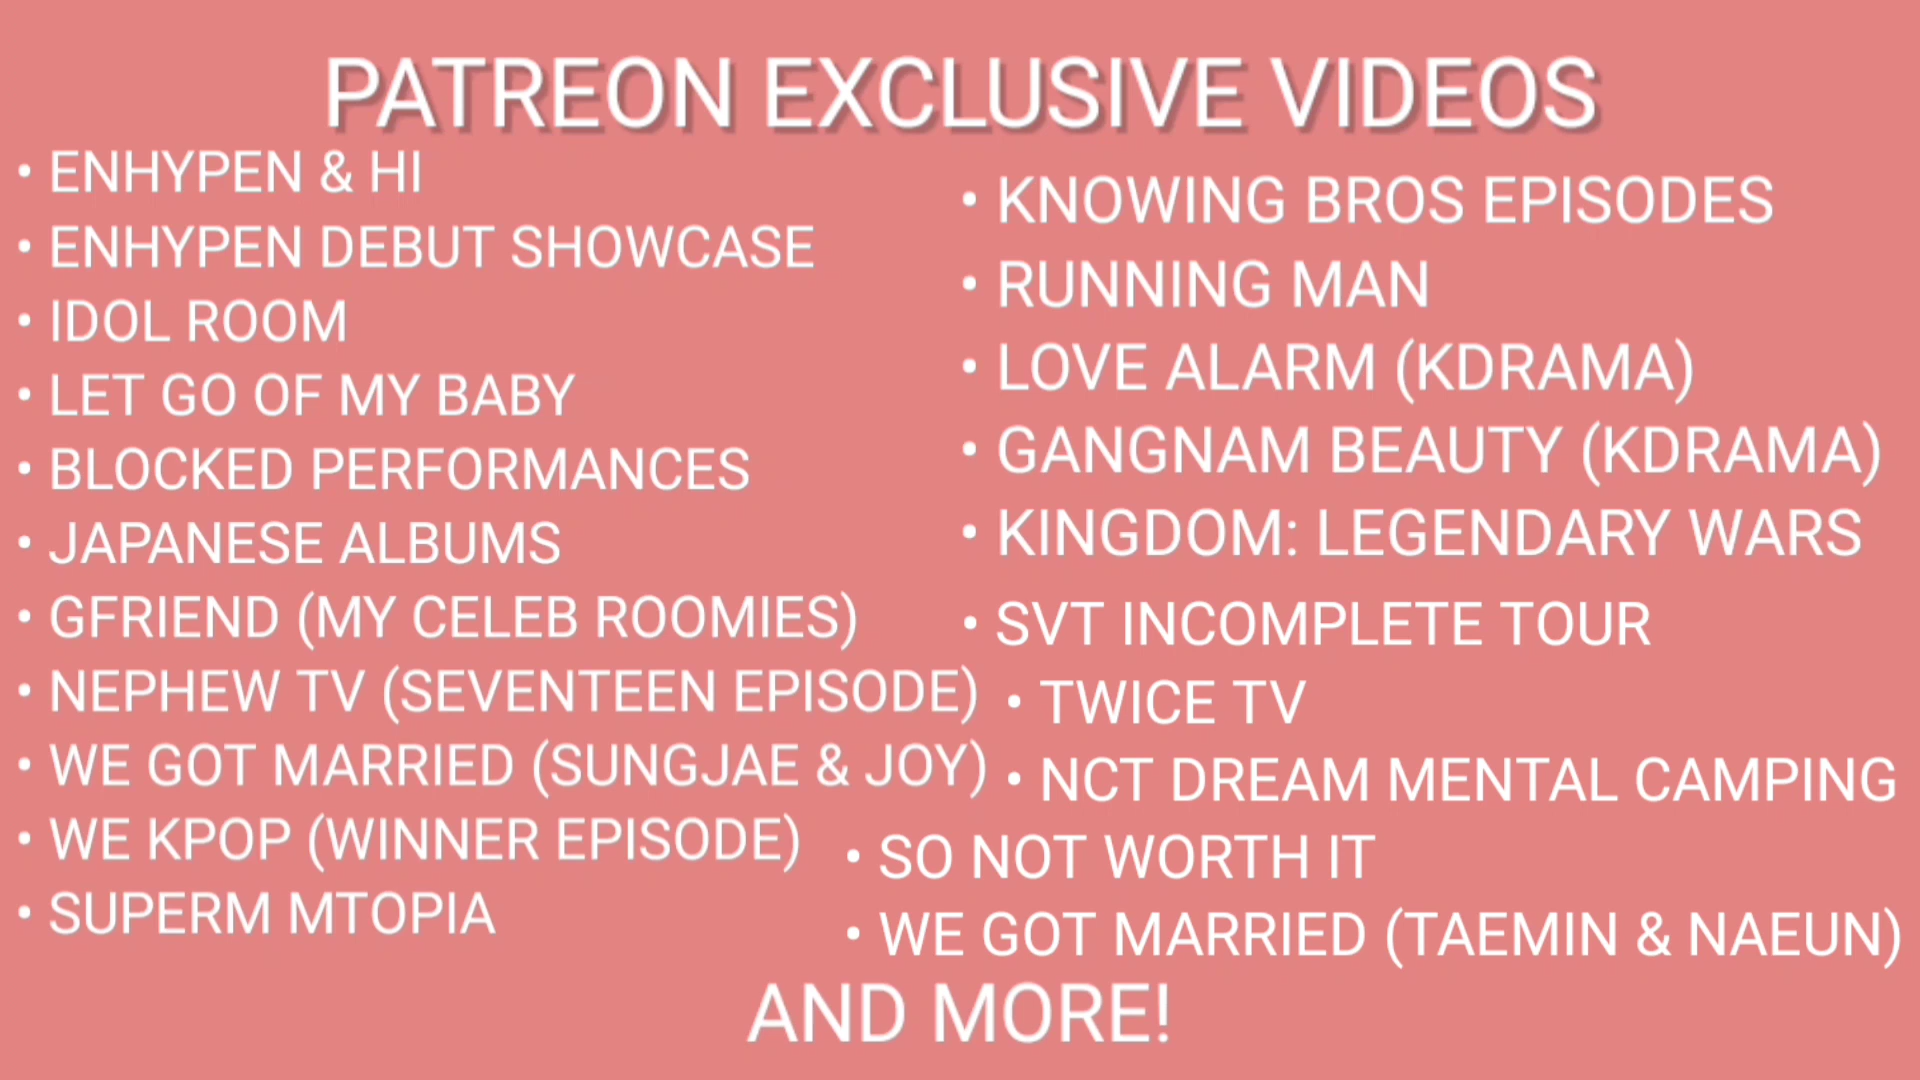 PATREON EXCLUSIVE VIDEOS
• ENHYPEN & HI
• ENHYPEN DEBUT SHOWCASE
• IDOL ROOM
• LET GO OF MY BABY
• BLOCKED PERFORMANCES
• JAPANESE ALBUMS
• GFRIEND (MY CELEB ROOMIES)
• NEPHEW TV (SEVENTEEN EPISODE)
• WE GOT MARRIED (SUNGJAE & JOY)
• WE KPOP (WINNER EPISODE)
• SUPERM MTOPIA
• KNOWING BROS EPISODES
• RUNNING MAN
• LOVE ALARM (KDRAMA)
• GANGNAM BEAUTY (KDRAMA)
• KINGDOM: LEGENDARY WARS
• SVT INCOMPLETE TOUR
• TWICE TV
• NCT DREAM MENTAL CAMPING
• SO NOT WORTH IT
• WE GOT MARRIED (TAEMIN & NAEUN)
AND MORE!